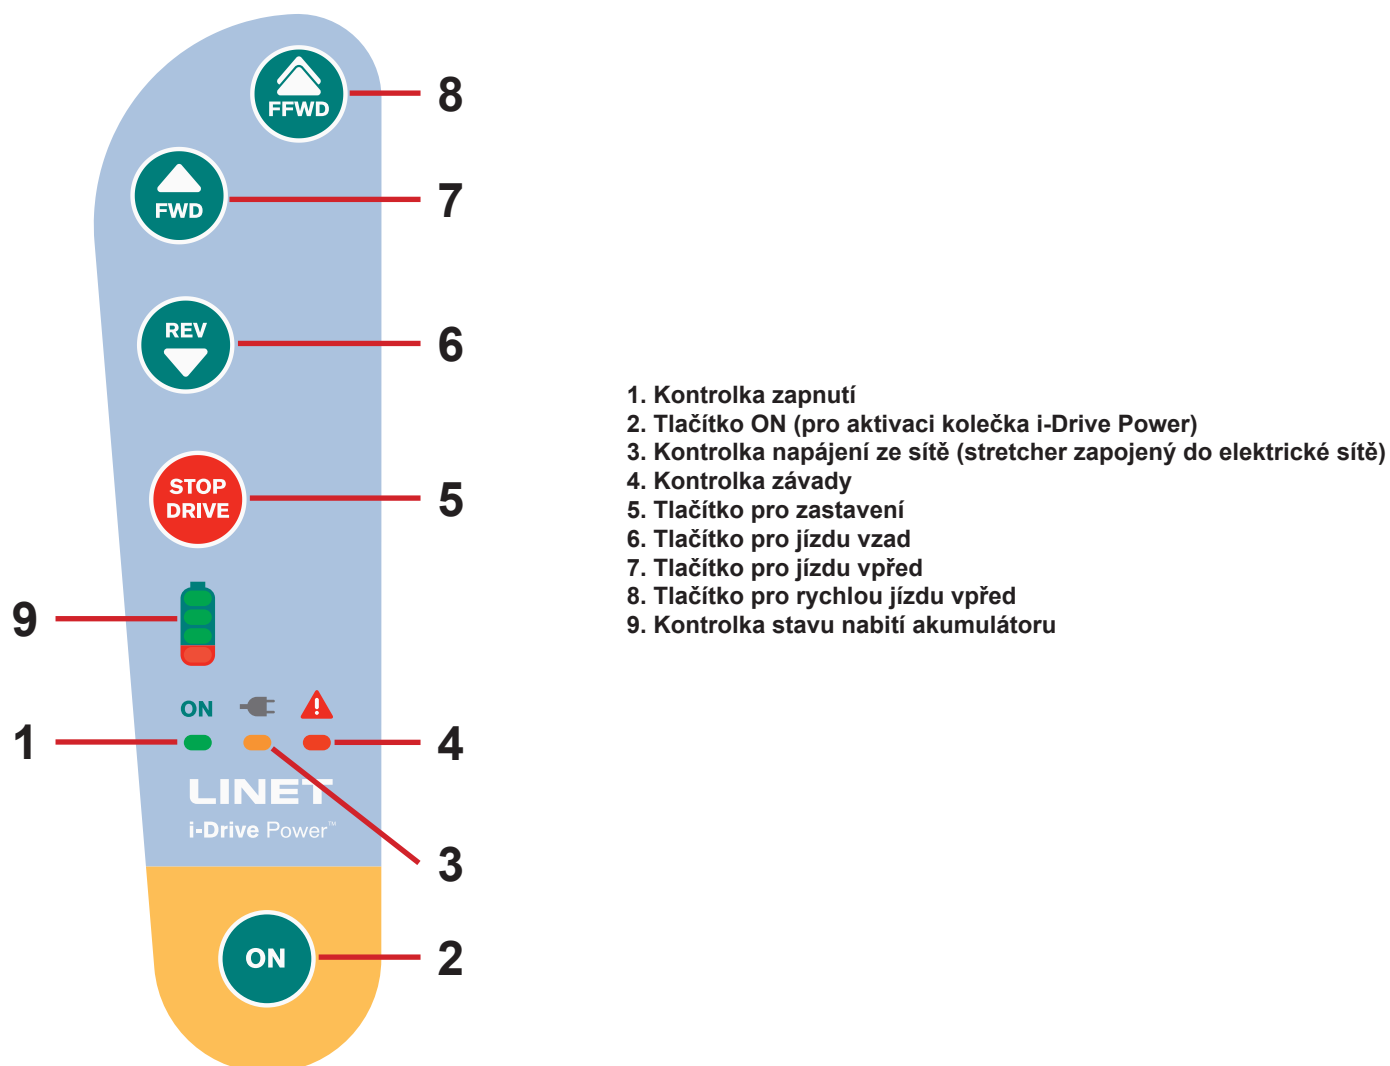 FFWD
8
FWD
7
REV
6
STOP
DRIVE
5
9
ON
1
4
LINET
i-Drive Power™
3
ON
2
1. Kontrolka zapnutí
2. Tlačítko ON (pro aktivaci kolečka i-Drive Power)
3. Kontrolka napájení ze sítě (stretcher zapojený do elektrické sítě)
4. Kontrolka závady
5. Tlačítko pro zastavení
6. Tlačítko pro jízdu vzad
7. Tlačítko pro jízdu vpřed
8. Tlačítko pro rychlou jízdu vpřed
9. Kontrolka stavu nabití akumulátoru